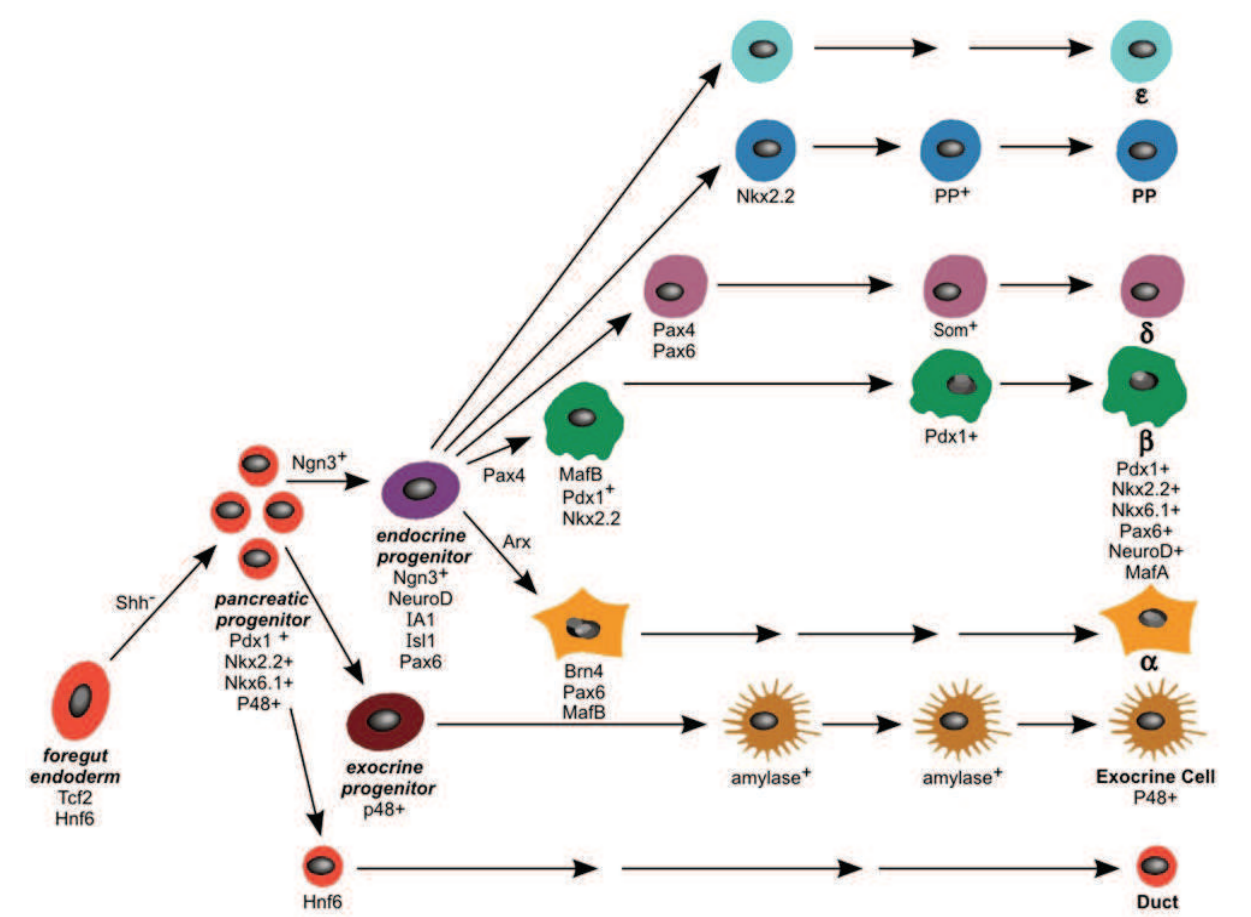 ε
Nkx2.2
PP+
PP
Pax4
Pax6
Som+
δ
Pdx1+
β
Pdx1+
Nkx2.2+
Nkx6.1+
Pax6+
NeuroD+
MafA
Ngn3+
Pax4
MafB
Pdx1+
Nkx2.2
endocrine
progenitor
Ngn3+
NeuroD
IA1
Isl1
Pax6
Arx
Shh-
pancreatic
progenitor
Pdx1 +
Nkx2.2+
Nkx6.1+
P48+
Brn4
Pax6
MafB
α
foregut
endoderm
Tcf2
Hnf6
exocrine
progenitor
p48+
amylase+
amylase+
Exocrine Cell
P48+
Hnf6
Duct